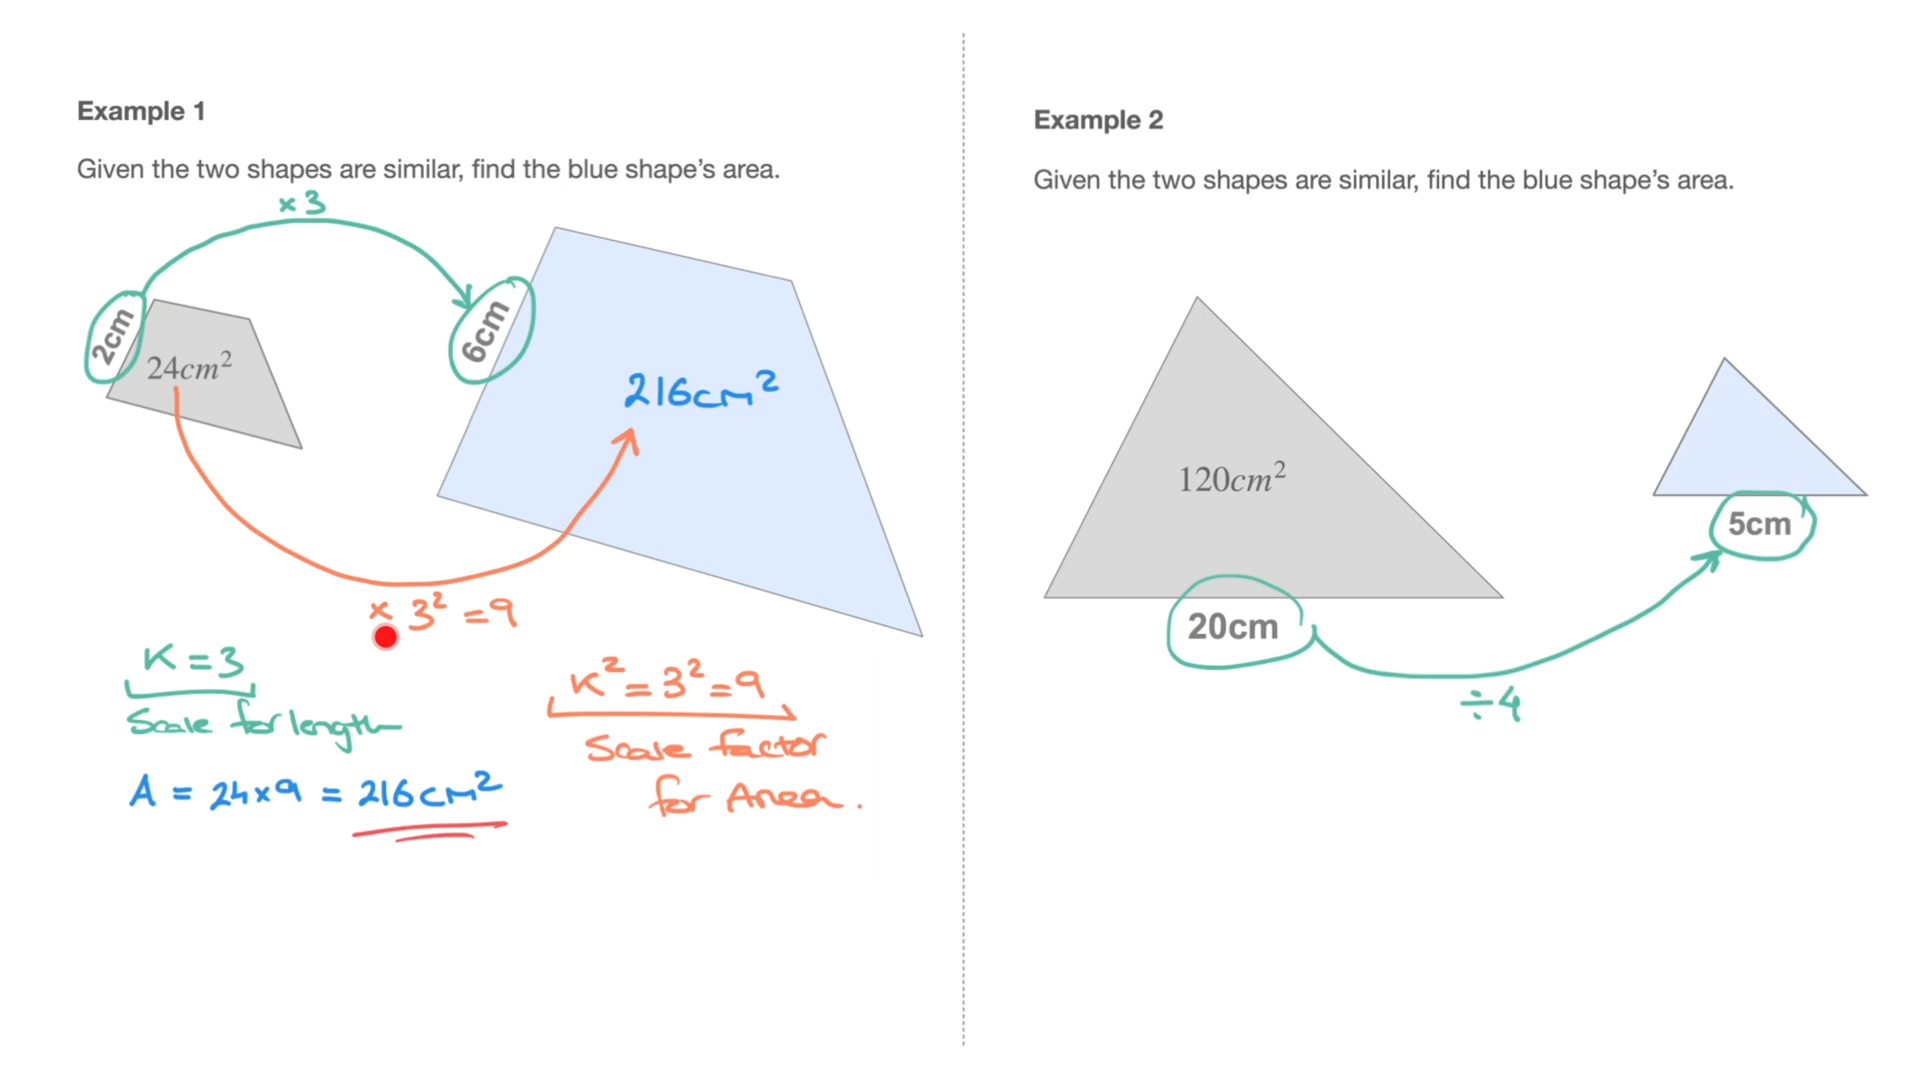 Example 1
Given the two shapes are similar, find the blue shape’s area.
× 3
2cm
6cm
24cm²
216cm²
× 3² = 9
K = 3
Scale for length
A = 24×9 = 216cm²
K² = 3² = 9
Scale factor
for Area.
Example 2
Given the two shapes are similar, find the blue shape’s area.
120cm²
5cm
20cm
÷4